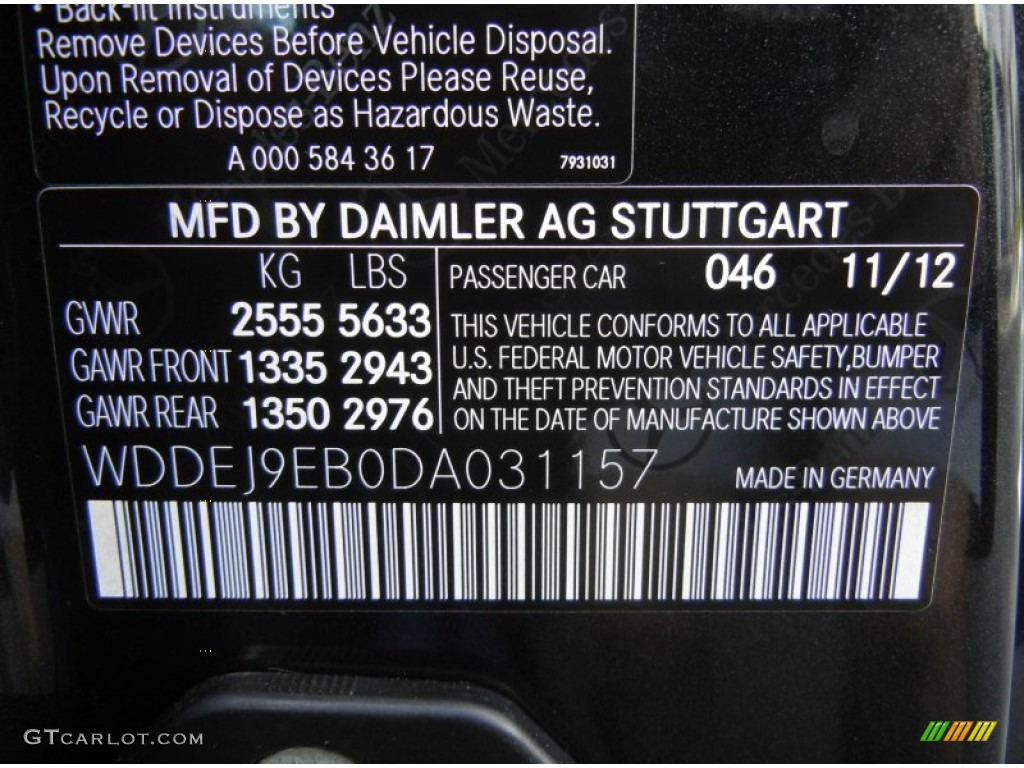 • Back-lit Instruments
Remove Devices Before Vehicle Disposal.
Upon Removal of Devices Please Reuse,
Recycle or Dispose as Hazardous Waste.
A 000 584 36 17 7931031
MFD BY DAIMLER AG STUTTGART
KG LBS PASSENGER CAR 046 11/12
GVWR 2555 5633
GAWR FRONT 1335 2943
GAWR REAR 1350 2976
THIS VEHICLE CONFORMS TO ALL APPLICABLE
U.S. FEDERAL MOTOR VEHICLE SAFETY,BUMPER
AND THEFT PREVENTION STANDARDS IN EFFECT
ON THE DATE OF MANUFACTURE SHOWN ABOVE
WDDEJ9EB0DA031157 MADE IN GERMANY
GTCARLOT.COM